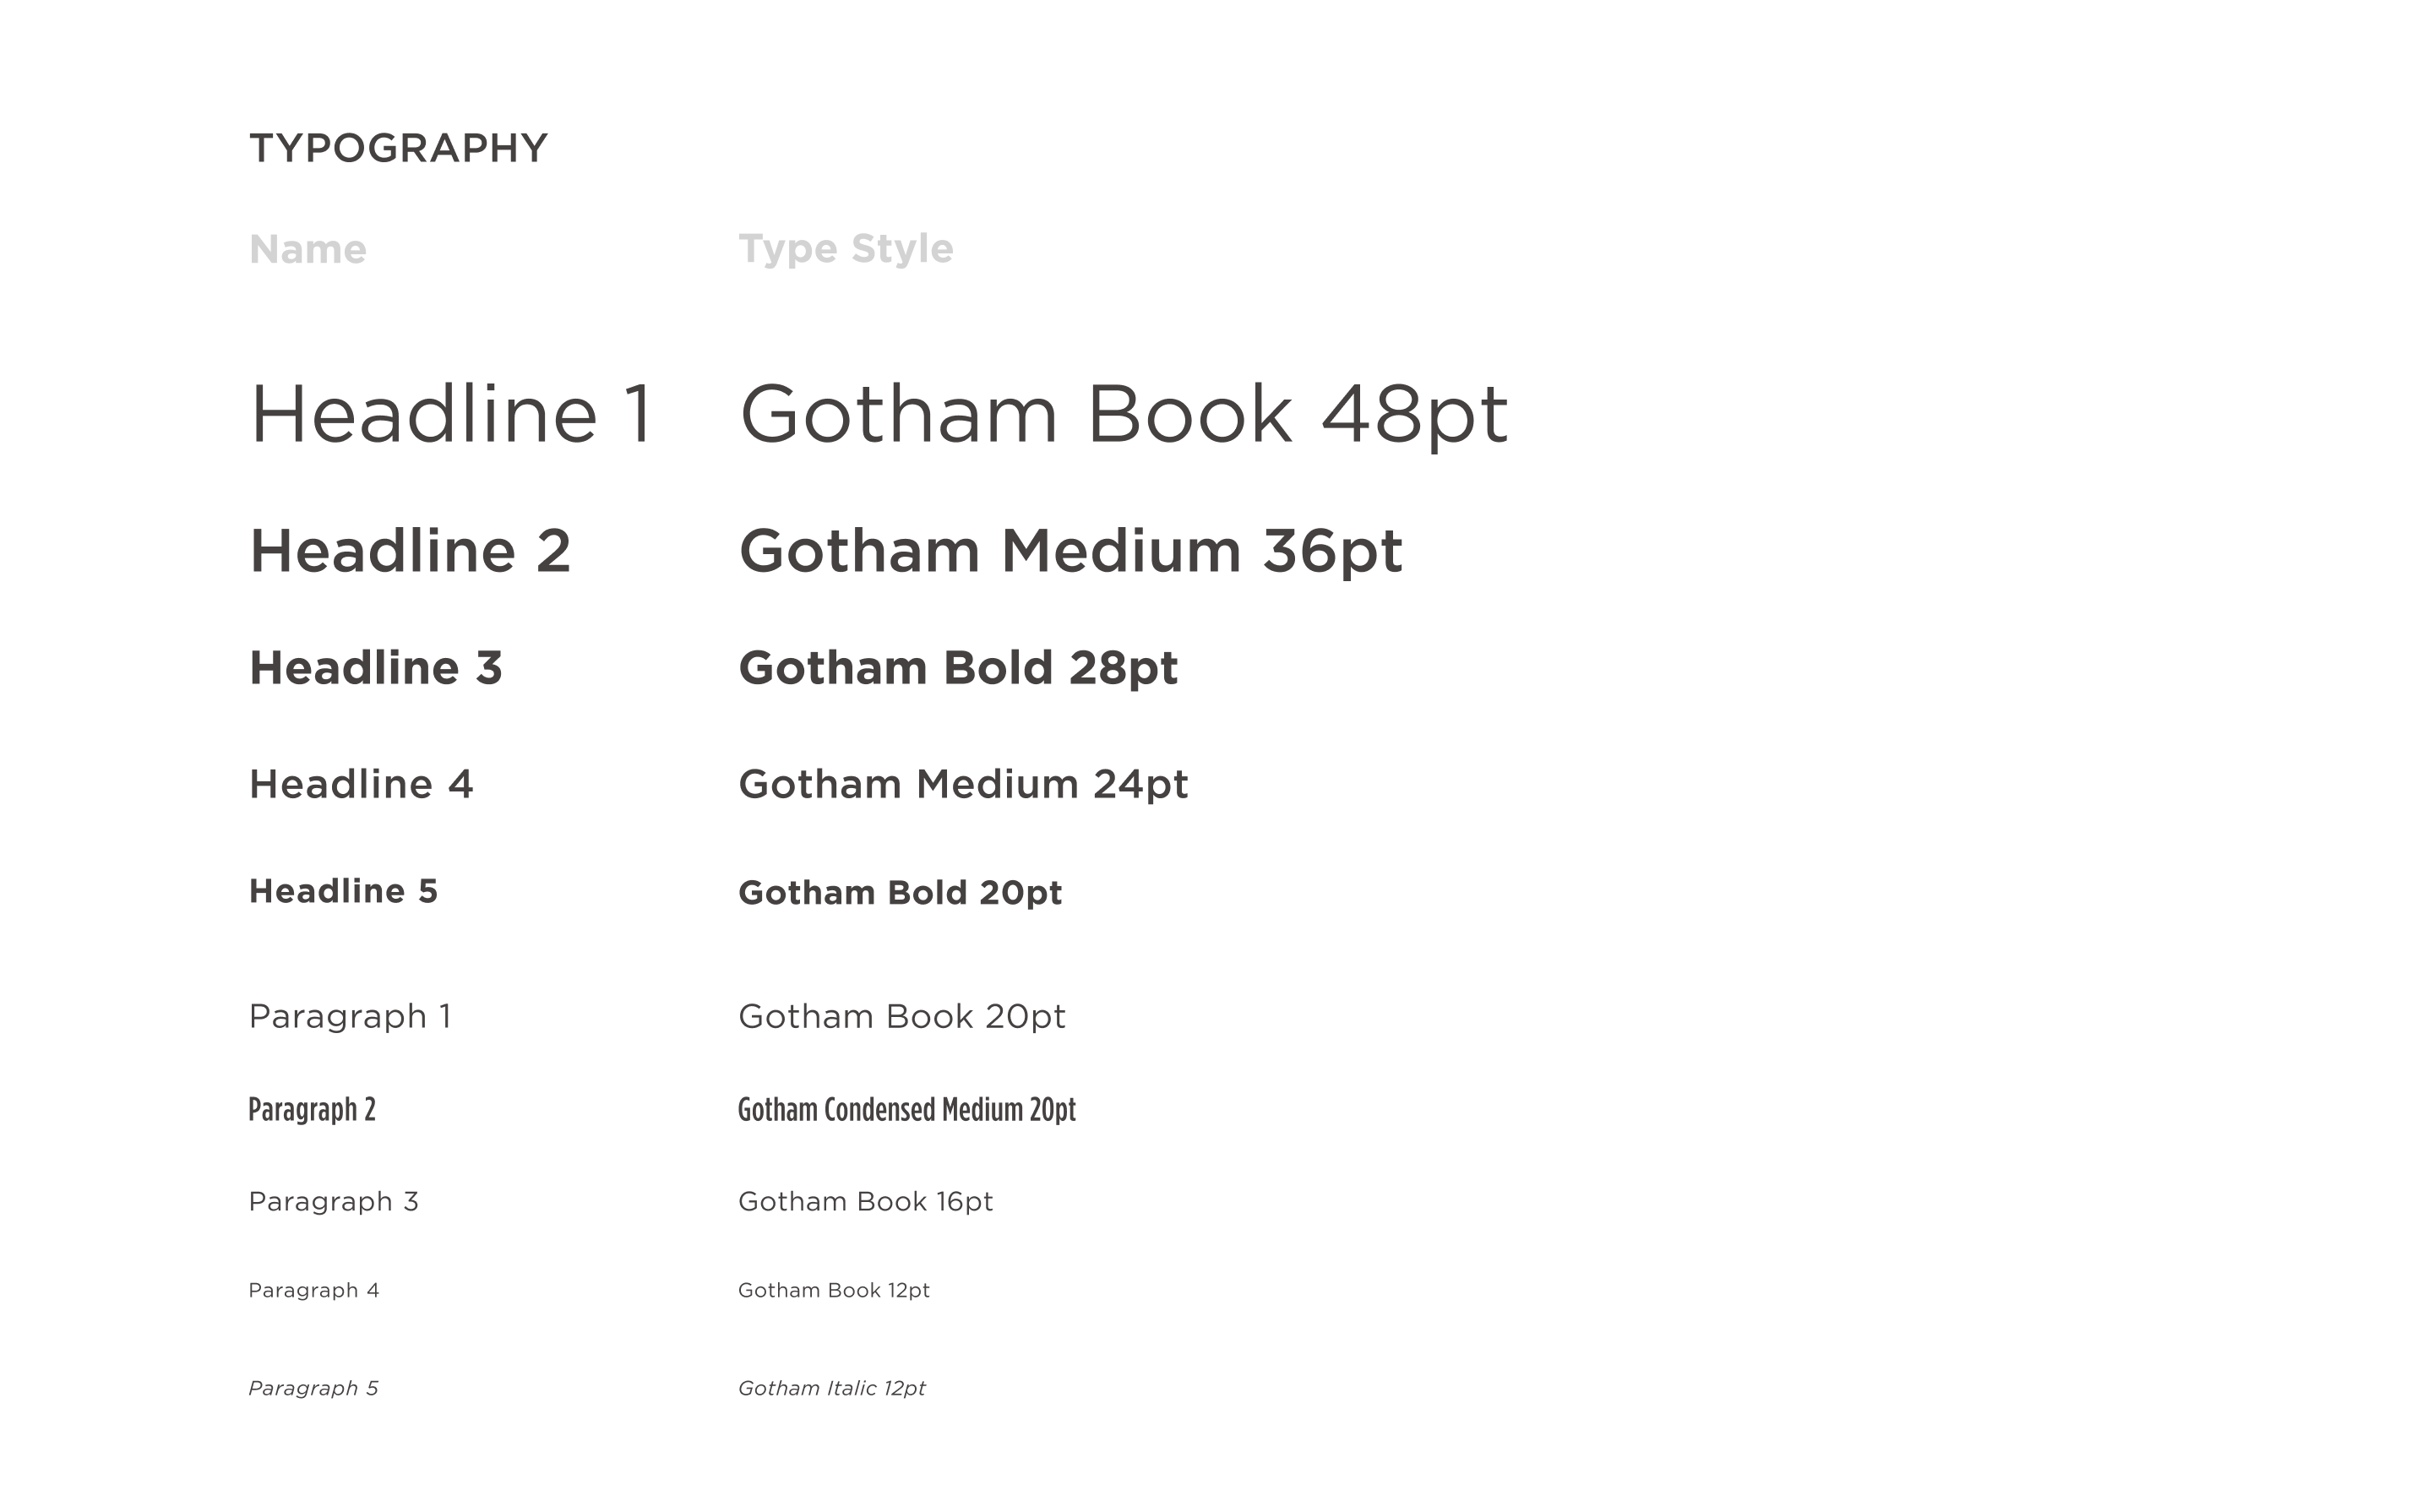 TYPOGRAPHY
Name Type Style
Headline 1 Gotham Book 48pt
Headline 2 Gotham Medium 36pt
Headline 3 Gotham Bold 28pt
Headline 4 Gotham Medium 24pt
Headline 5 Gotham Bold 20pt
Paragraph 1 Gotham Book 20pt
Paragraph 2 Gotham Condensed Medium 20pt
Paragraph 3 Gotham Book 16pt
Paragraph 4 Gotham Book 12pt
Paragraph 5 Gotham Italic 12pt